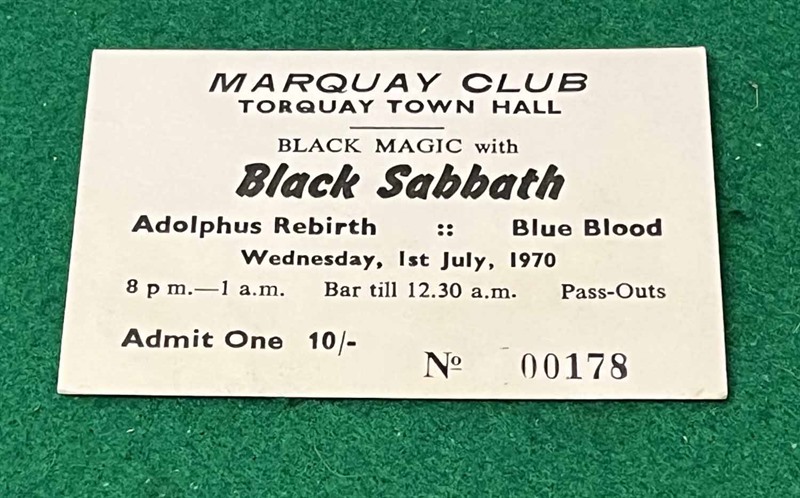 MARQUAY CLUB
TORQUAY TOWN HALL
BLACK MAGIC with
Black Sabbath
Adolphus Rebirth :: Blue Blood
Wednesday, 1st July, 1970
8 p m.—1 a.m. Bar till 12.30 a.m. Pass-Outs
Admit One 10/-
Nº 00178